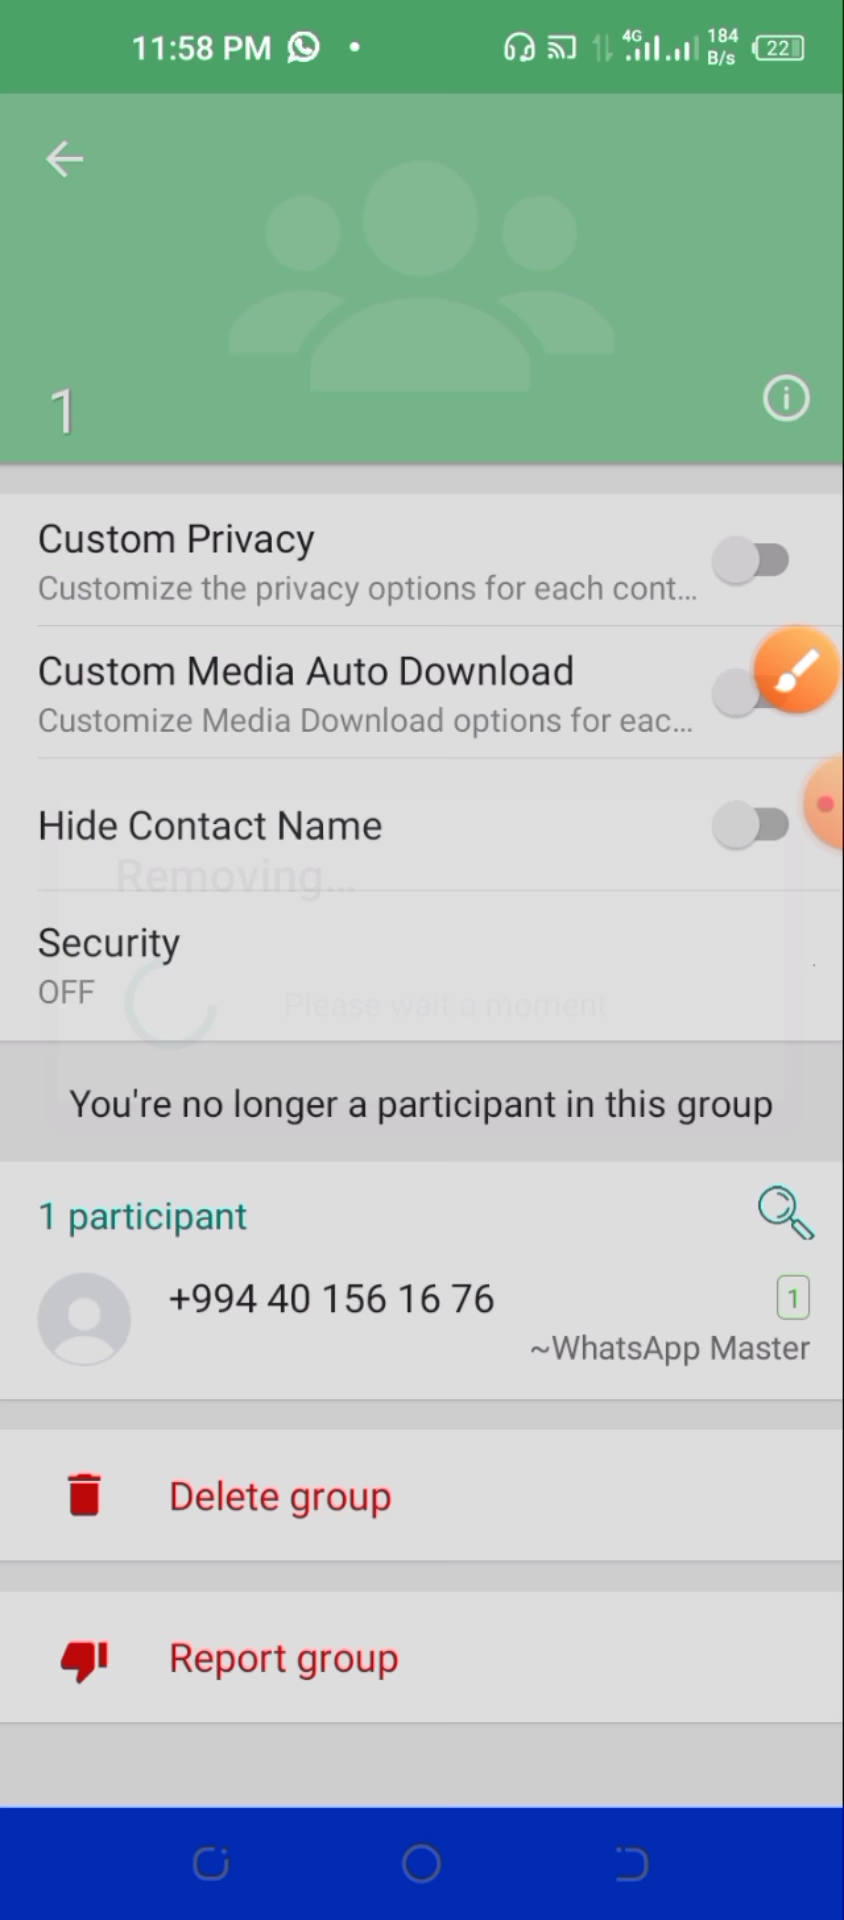 11:58 PM
4G
184
B/s
22
1
Custom Privacy
Customize the privacy options for each cont...
Custom Media Auto Download
Customize Media Download options for eac...
Hide Contact Name
Removing...
Security
OFF
Please wait a moment
You're no longer a participant in this group
1 participant
+994 40 156 16 76
1
~WhatsApp Master
Delete group
Report group